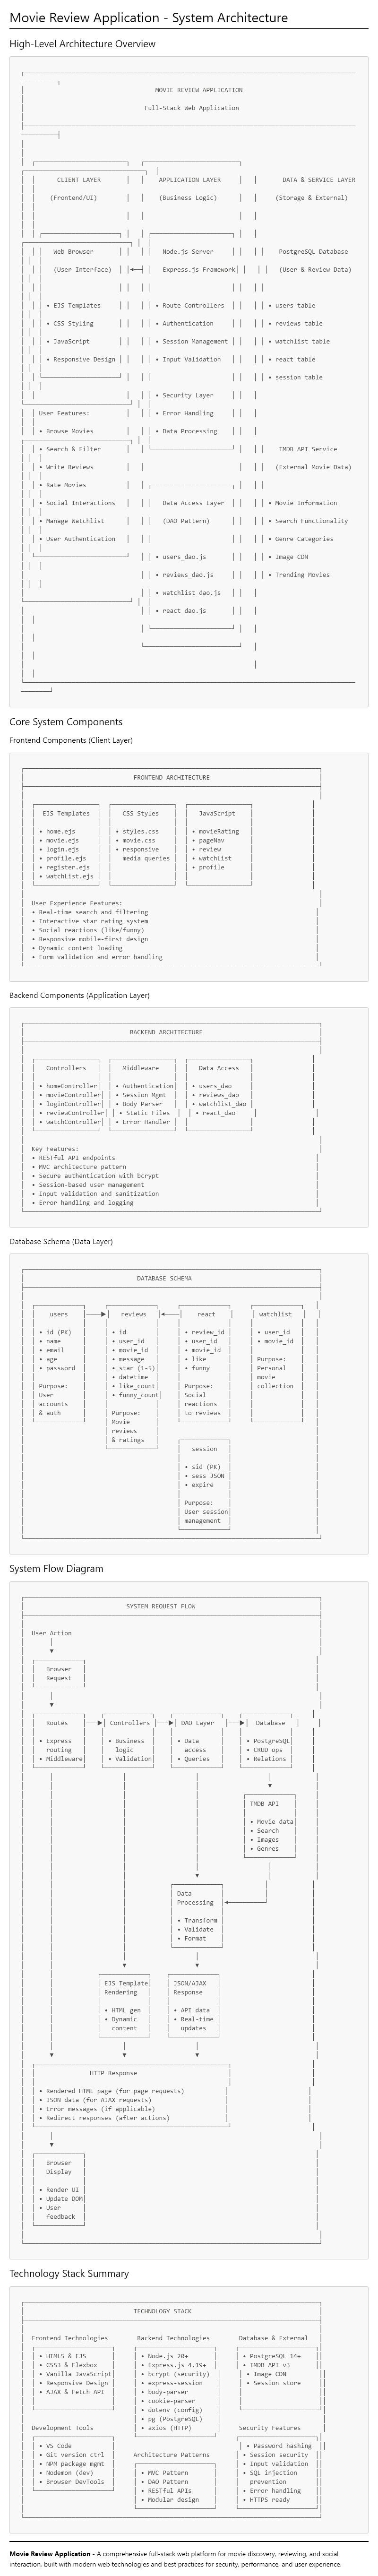 Movie Review Application - System Architecture
High-Level Architecture Overview
MOVIE REVIEW APPLICATION
Full-Stack Web Application
CLIENT LAYER APPLICATION LAYER DATA & SERVICE LAYER
(Frontend/UI) (Business Logic) (Storage & External)
Web Browser Node.js Server PostgreSQL Database
(User Interface) Express.js Framework (User & Review Data)
• EJS Templates • Route Controllers • users table
• CSS Styling • Authentication • reviews table
• JavaScript • Session Management • watchlist table
• Responsive Design • Input Validation • react table
• session table
• Security Layer
User Features: • Error Handling
• Browse Movies • Data Processing
• Search & Filter TMDB API Service
• Write Reviews (External Movie Data)
• Rate Movies
• Social Interactions Data Access Layer • Movie Information
• Manage Watchlist (DAO Pattern) • Search Functionality
• User Authentication • Genre Categories
• users_dao.js • Image CDN
• reviews_dao.js • Trending Movies
• watchlist_dao.js
• react_dao.js
Core System Components
Frontend Components (Client Layer)
FRONTEND ARCHITECTURE
EJS Templates CSS Styles JavaScript
• home.ejs • styles.css • movieRating
• movie.ejs • movie.css • pageNav
• login.ejs • responsive • review
• profile.ejs media queries • watchList
• register.ejs • profile
• watchList.ejs
User Experience Features:
• Real-time search and filtering
• Interactive star rating system
• Social reactions (like/funny)
• Responsive mobile-first design
• Dynamic content loading
• Form validation and error handling
Backend Components (Application Layer)
BACKEND ARCHITECTURE
Controllers Middleware Data Access
• homeController • Authentication • users_dao
• movieController • Session Mgmt • reviews_dao
• loginController • Body Parser • watchlist_dao
• reviewController • Static Files • react_dao
• watchController • Error Handler
Key Features:
• RESTful API endpoints
• MVC architecture pattern
• Secure authentication with bcrypt
• Session-based user management
• Input validation and sanitization
• Error handling and logging
Database Schema (Data Layer)
DATABASE SCHEMA
users reviews react watchlist
• id (PK) • id • review_id • user_id
• name • user_id • user_id • movie_id
• email • movie_id • movie_id
• age • message • like Purpose:
• password • star (1-5) • funny Personal
• datetime movie
Purpose: • like_count Purpose: collection
User • funny_count Social
accounts reactions
& auth Purpose: to reviews
Movie
reviews
& ratings session
• sid (PK)
• sess JSON
• expire
Purpose:
User session
management
System Flow Diagram
SYSTEM REQUEST FLOW
User Action
Browser
Request
Routes Controllers DAO Layer Database
• Express • Business • Data • PostgreSQL
routing logic access • CRUD ops
• Middleware • Validation • Queries • Relations
TMDB API
• Movie data
• Search
• Images
• Genres
Data
Processing
• Transform
• Validate
• Format
EJS Template JSON/AJAX
Rendering Response
• HTML gen • API data
• Dynamic • Real-time
content updates
HTTP Response
• Rendered HTML page (for page requests)
• JSON data (for AJAX requests)
• Error messages (if applicable)
• Redirect responses (after actions)
Browser
Display
• Render UI
• Update DOM
• User
feedback
Technology Stack Summary
TECHNOLOGY STACK
Frontend Technologies Backend Technologies Database & External
• HTML5 & EJS • Node.js 20+ • PostgreSQL 14+
• CSS3 & Flexbox • Express.js 4.19+ • TMDB API v3
• Vanilla JavaScript • bcrypt (security) • Image CDN
• Responsive Design • express-session • Session store
• AJAX & Fetch API • body-parser
• cookie-parser
• dotenv (config)
Development Tools • pg (PostgreSQL)
• axios (HTTP) Security Features
• VS Code • Password hashing
• Git version ctrl Architecture Patterns • Session security
• NPM package mgmt • Input validation
• Nodemon (dev) • MVC Pattern • SQL injection
• Browser DevTools • DAO Pattern prevention
• RESTful APIs • Error handling
• Modular design • HTTPS ready
Movie Review Application - A comprehensive full-stack web platform for movie discovery, reviewing, and social
interaction, built with modern web technologies and best practices for security, performance, and user experience.